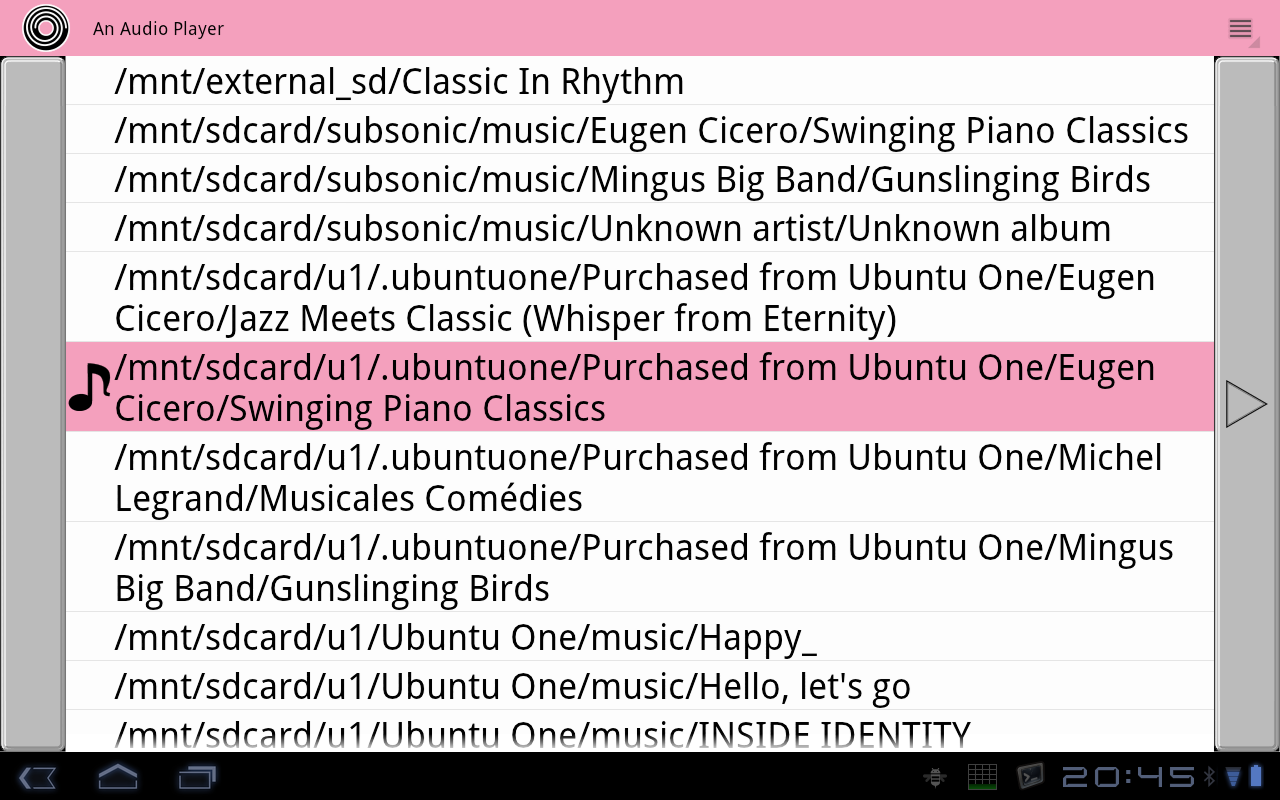 An Audio Player
/mnt/external_sd/Classic In Rhythm
/mnt/sdcard/subsonic/music/Eugen Cicero/Swinging Piano Classics
/mnt/sdcard/subsonic/music/Mingus Big Band/Gunslinging Birds
/mnt/sdcard/subsonic/music/Unknown artist/Unknown album
/mnt/sdcard/u1/.ubuntuone/Purchased from Ubuntu One/Eugen
Cicero/Jazz Meets Classic (Whisper from Eternity)
/mnt/sdcard/u1/.ubuntuone/Purchased from Ubuntu One/Eugen
Cicero/Swinging Piano Classics
/mnt/sdcard/u1/.ubuntuone/Purchased from Ubuntu One/Michel
Legrand/Musicales Comédies
/mnt/sdcard/u1/.ubuntuone/Purchased from Ubuntu One/Mingus
Big Band/Gunslinging Birds
/mnt/sdcard/u1/Ubuntu One/music/Happy_
/mnt/sdcard/u1/Ubuntu One/music/Hello, let's go
/mnt/sdcard/u1/Ubuntu One/music/INSIDE IDENTITY
20:45